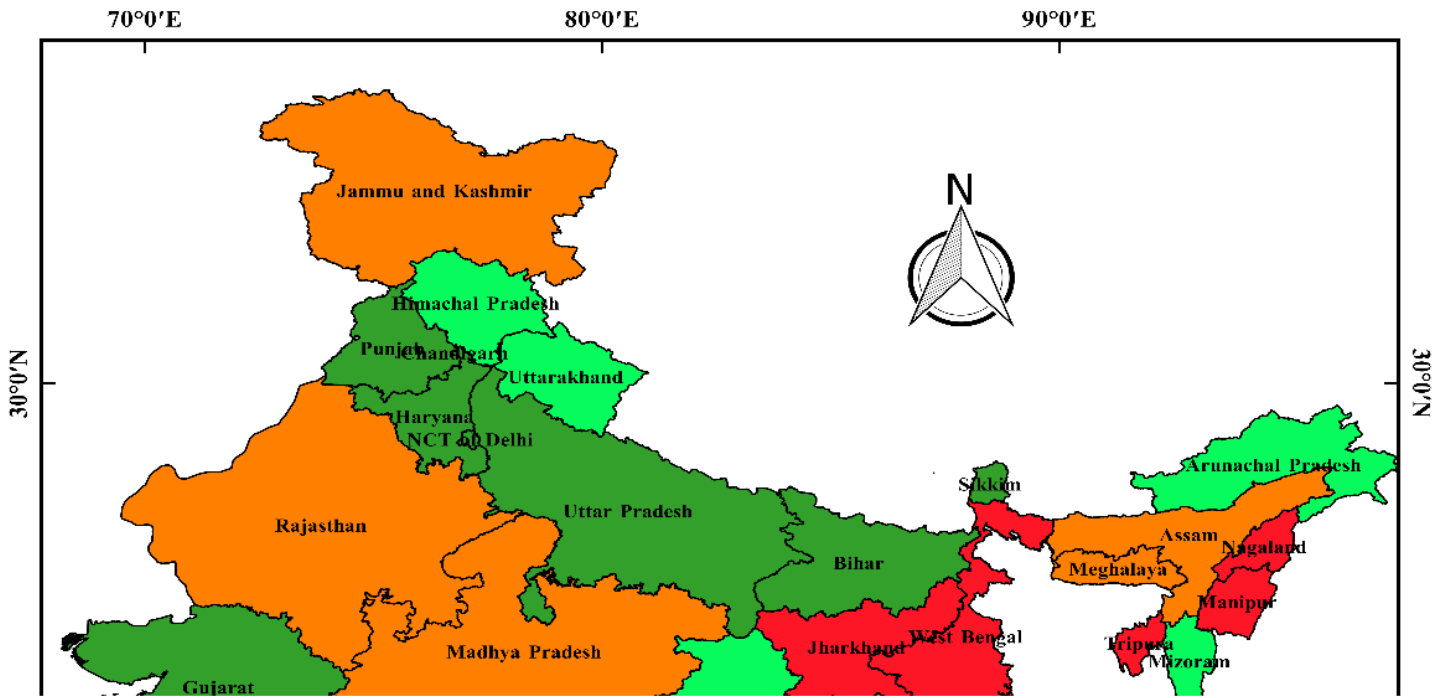 70°0′E 80°0′E 90°0′E
N
Jammu and Kashmir
Himachal Pradesh
Punjab
Chandigarh
Uttarakhand
30°0′N
30°0′N
Haryana
NCT of Delhi
Arunachal Pradesh
Sikkim
Uttar Pradesh
Rajasthan
Assam
Nagaland
Bihar
Meghalaya
Manipur
West Bengal
Jharkhand
Tripura
Madhya Pradesh
Mizoram
Gujarat